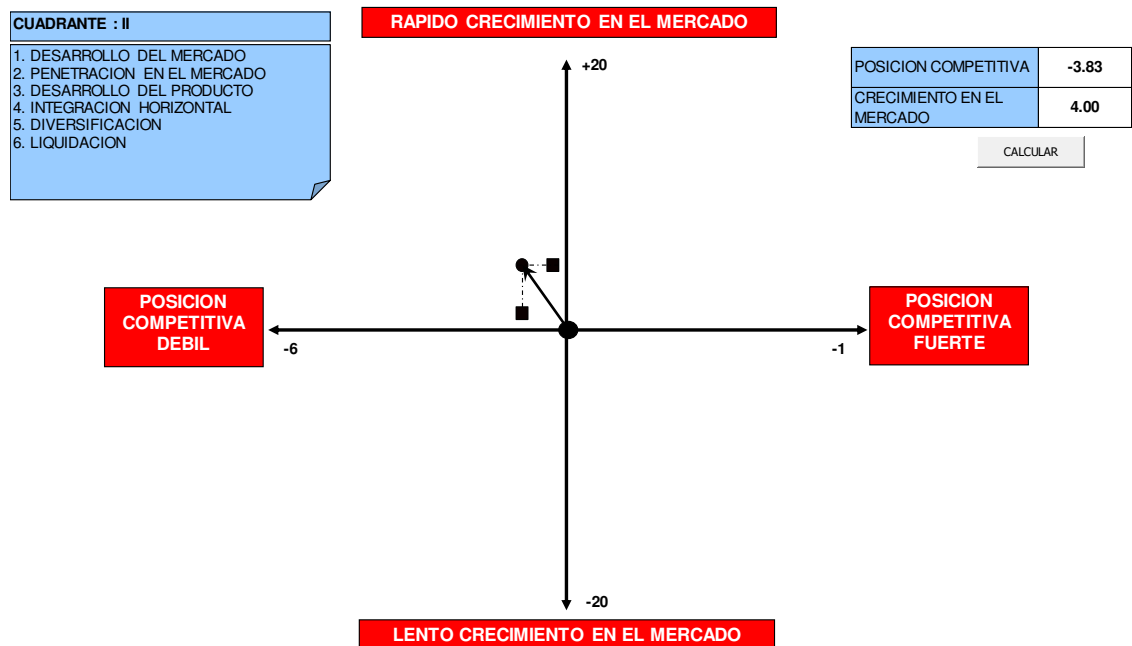 CUADRANTE : II
1. DESARROLLO DEL MERCADO
2. PENETRACION EN EL MERCADO
3. DESARROLLO DEL PRODUCTO
4. INTEGRACION HORIZONTAL
5. DIVERSIFICACION
6. LIQUIDACION
RAPIDO CRECIMIENTO EN EL MERCADO
+20
POSICION COMPETITIVA -3.83
CRECIMIENTO EN EL
MERCADO 4.00
CALCULAR
POSICION
COMPETITIVA
DEBIL
-6
-1
POSICION
COMPETITIVA
FUERTE
-20
LENTO CRECIMIENTO EN EL MERCADO